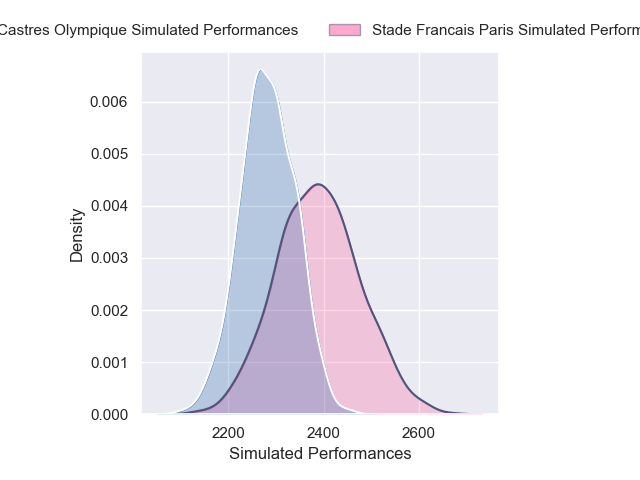 Castres Olympique Simulated Performances
Stade Francais Paris Simulated Perform
0.006
0.005
0.004
0.003
0.002
0.001
0.000
Density
2200 2400 2600
Simulated Performances